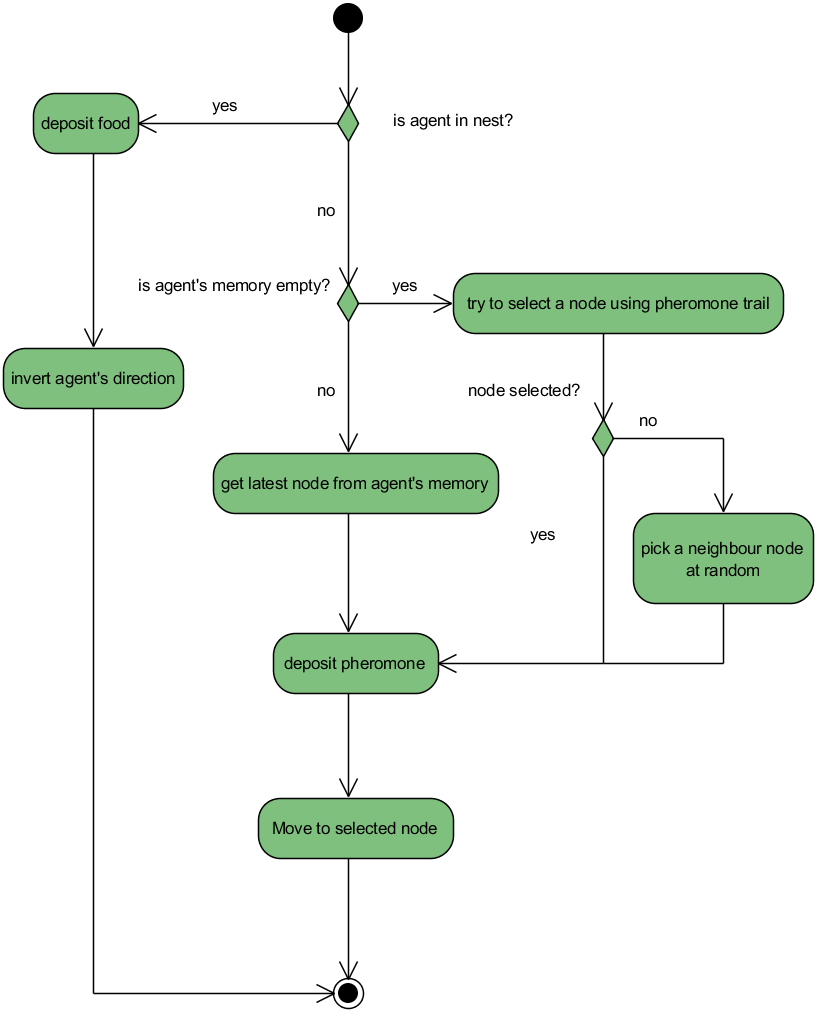 yes
deposit food
is agent in nest?
no
is agent's memory empty?
yes
try to select a node using pheromone trail
invert agent's direction
no
node selected?
no
get latest node from agent's memory
yes
pick a neighbour node
at random
deposit pheromone
Move to selected node